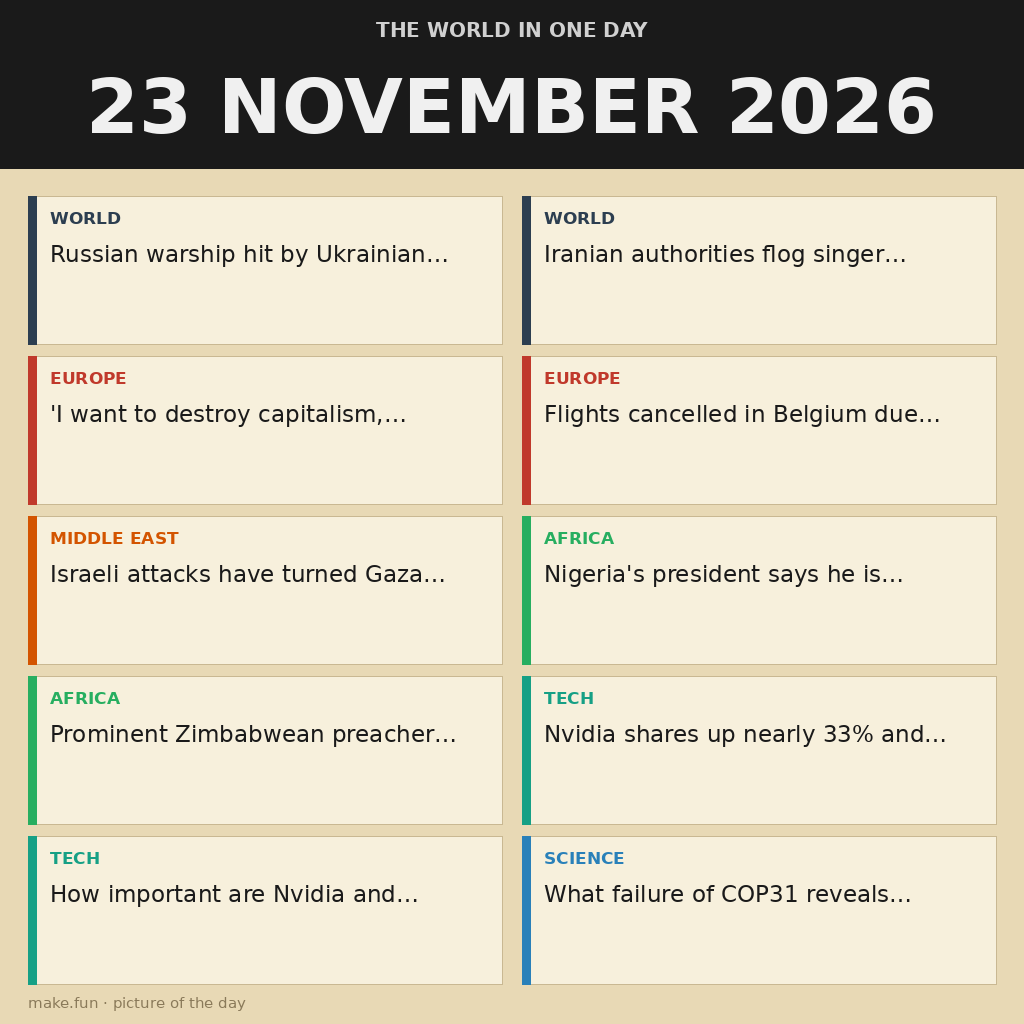 THE WORLD IN ONE DAY
23 NOVEMBER 2026
WORLD
Russian warship hit by Ukrainian...
WORLD
Iranian authorities flog singer...
EUROPE
'I want to destroy capitalism,...
EUROPE
Flights cancelled in Belgium due...
MIDDLE EAST
Israeli attacks have turned Gaza...
AFRICA
Nigeria's president says he is...
AFRICA
Prominent Zimbabwean preacher...
TECH
Nvidia shares up nearly 33% and...
TECH
How important are Nvidia and...
SCIENCE
What failure of COP31 reveals...
make.fun · picture of the day